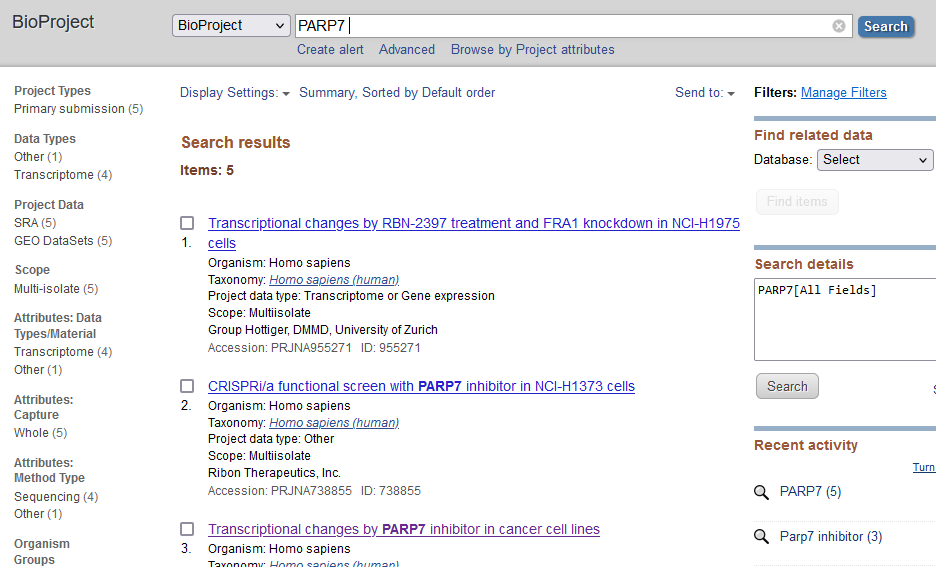 BioProject
BioProject
PARP7
Search
Create alert Advanced Browse by Project attributes
Project Types
Primary submission (5)
Data Types
Other (1)
Transcriptome (4)
Project Data
SRA (5)
GEO DataSets (5)
Scope
Multi-isolate (5)
Attributes: Data
Types/Material
Transcriptome (4)
Other (1)
Attributes:
Capture
Whole (5)
Attributes:
Method Type
Sequencing (4)
Other (1)
Organism
Groups
Display Settings: Summary, Sorted by Default order
Send to:
Search results
Items: 5
Transcriptional changes by RBN-2397 treatment and FRA1 knockdown in NCI-H1975
1. cells
Organism: Homo sapiens
Taxonomy: Homo sapiens (human)
Project data type: Transcriptome or Gene expression
Scope: Multiisolate
Group Hottiger, DMMD, University of Zurich
Accession: PRJNA955271 ID: 955271
CRISPRi/a functional screen with PARP7 inhibitor in NCI-H1373 cells
2. Organism: Homo sapiens
Taxonomy: Homo sapiens (human)
Project data type: Other
Scope: Multiisolate
Ribon Therapeutics, Inc.
Accession: PRJNA738855 ID: 738855
Transcriptional changes by PARP7 inhibitor in cancer cell lines
3. Organism: Homo sapiens
Taxonomy: Homo sapiens (human)
Filters: Manage Filters
Find related data
Database: Select
Find items
Search details
PARP7[All Fields]
Search
Recent activity
Turn
PARP7 (5)
Parp7 inhibitor (3)